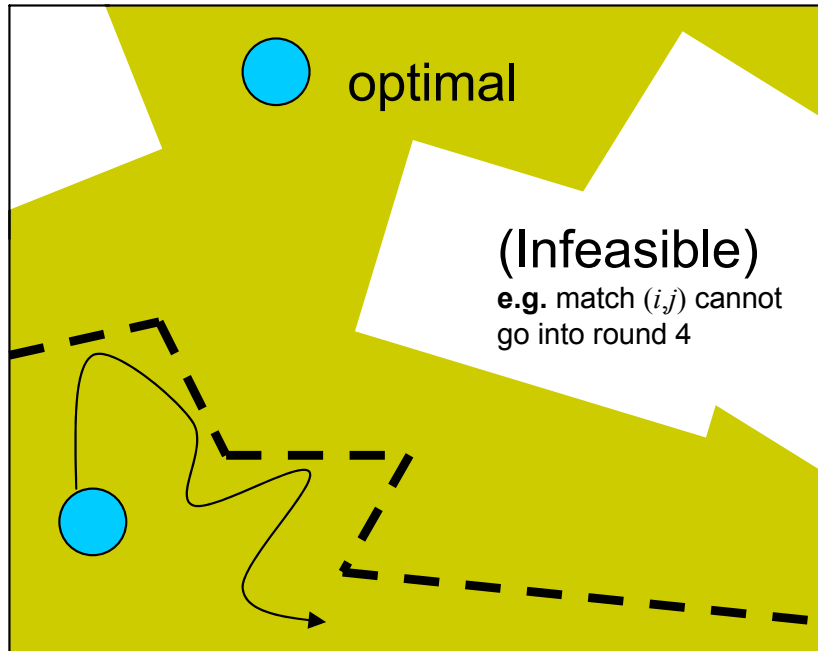 optimal
(Infeasible)
e.g. match (i,j) cannot
go into round 4